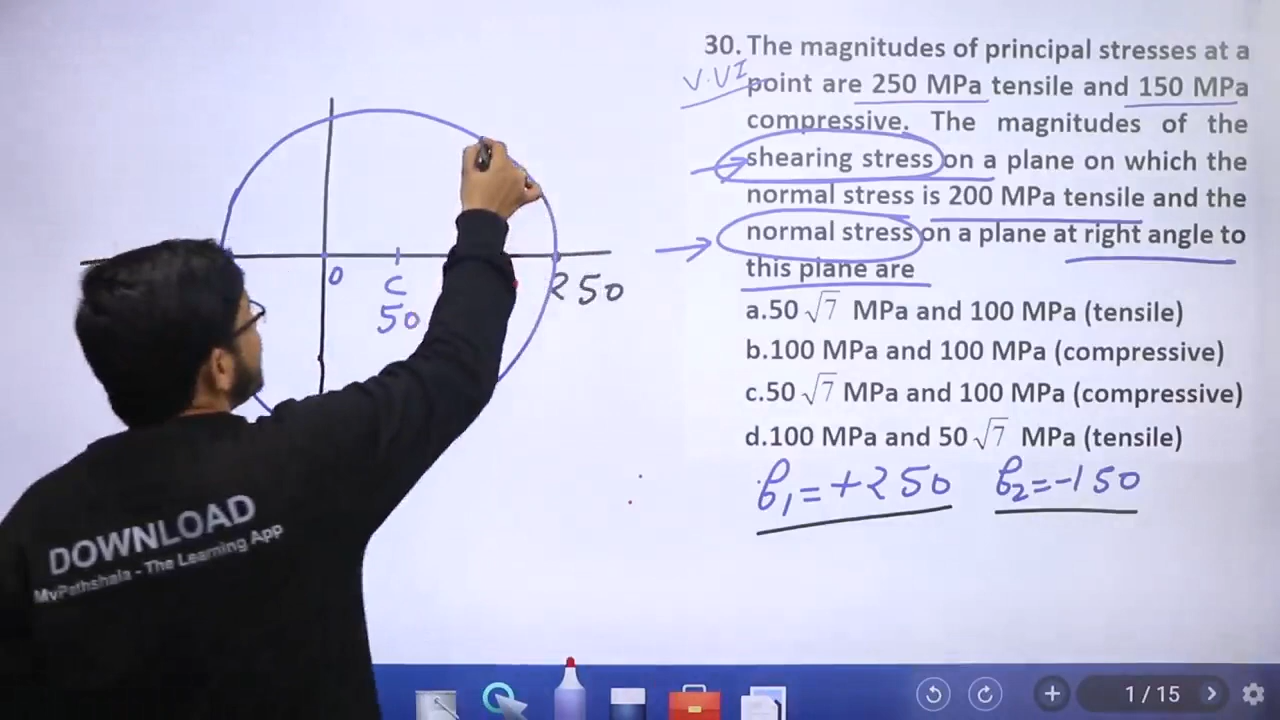 30. The magnitudes of principal stresses at a
V.VI
point are 250 MPa tensile and 150 MPa
compressive. The magnitudes of the
shearing stress on a plane on which the
normal stress is 200 MPa tensile and the
normal stress on a plane at right angle to
this plane are
a.50 √7 MPa and 100 MPa (tensile)
b.100 MPa and 100 MPa (compressive)
c.50 √7 MPa and 100 MPa (compressive)
d.100 MPa and 50 √7 MPa (tensile)
σ₁=+250 σ₂=-150
0
C
50
250
DOWNLOAD
MyPathshala - The Learning App
1 / 15